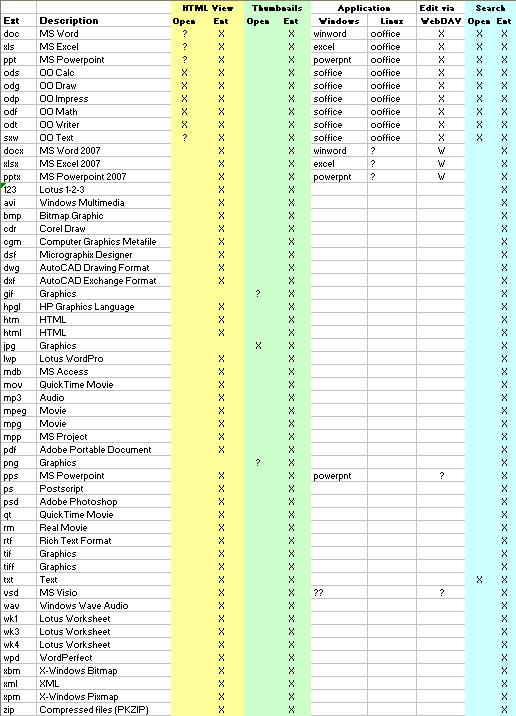 HTML View Thumbnails Application Edit via Search
Ext Description Open Ent Open Ent Windows Linux WebDAV Open Ent
doc MS Word ? X X winword ooffice X X X
xls MS Excel ? X X excel ooffice X X X
ppt MS Powerpoint ? X X powerpnt ooffice X X X
ods OO Calc X X X soffice ooffice X X X
odg OO Draw X X X soffice ooffice X X X
odp OO Impress X X X soffice ooffice X X X
odf OO Math X X X soffice ooffice X X X
odt OO Writer X X X soffice ooffice X X X
sxw OO Text ? X X soffice ooffice X X X
docx MS Word 2007 X X winword ? W X
xlsx MS Excel 2007 X X excel ? W X
pptx MS Powerpoint 2007 X X powerpnt ? W X
123 Lotus 1-2-3 X X X
avi Windows Multimedia X X X
bmp Bitmap Graphic X X X
cdr Corel Draw X X X
cgm Computer Graphics Metafile X X X
dsf Micrographix Designer X X X
dwg AutoCAD Drawing Format X X X
dxf AutoCAD Exchange Format X X X
gif Graphics ? X X
hpgl HP Graphics Language X X X
htm HTML X X X
html HTML X X X
jpg Graphics X X X
lwp Lotus WordPro X X X
mdb MS Access X X X
mov QuickTime Movie X X X
mp3 Audio X X X
mpeg Movie X X X
mpg Movie X X X
mpp MS Project X X X
pdf Adobe Portable Document X X X
png Graphics ? X X
pps MS Powerpoint X X powerpnt ? X
ps Postscript X X X
psd Adobe Photoshop X X X
qt QuickTime Movie X X X
rm Real Movie X X X
rtf Rich Text Format X X X
tif Graphics X X X
tiff Graphics X X X
txt Text X X X
vsd MS Visio X X ?? ? X
wav Windows Wave Audio X X X
wk1 Lotus Worksheet X X X
wk3 Lotus Worksheet X X X
wk4 Lotus Worksheet X X X
wpd WordPerfect X X X
xbm X-Windows Bitmap X X X
xml XML X X X
xpm X-Windows Pixmap X X X
zip Compressed files (PKZIP) X X X